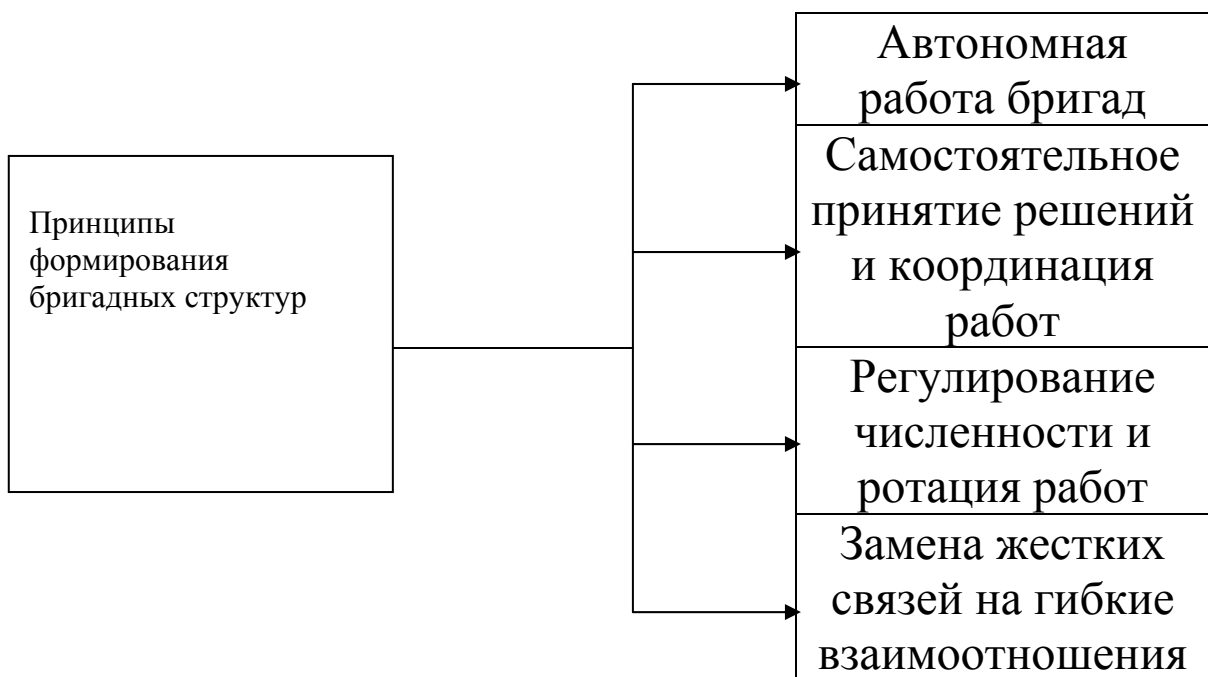 Принципы
формирования
бригадных структур
Автономная
работа бригад
Самостоятельное
принятие решений
и координация
работ
Регулирование
численности и
ротация работ
Замена жестких
связей на гибкие
взаимоотношения